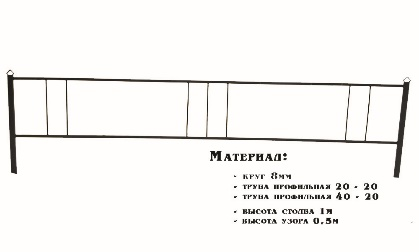 Материал:
- круг 8мм
- труба профильная 20 - 20
- труба профильная 40 - 20
- высота столба 1м
- высота узора 0,5м